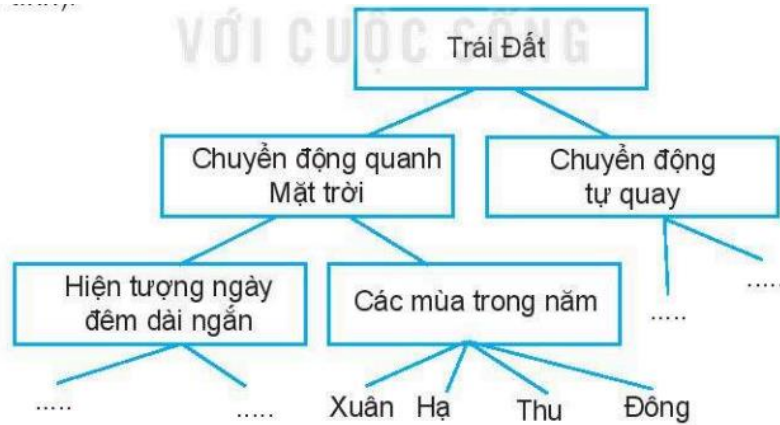 VỚI CUỘC SỐNG
Trái Đất
Chuyển động quanh
Mặt trời
Chuyển động
tự quay
Hiện tượng ngày
đêm dài ngắn
Các mùa trong năm
.....
.....
.....
.....
Xuân Hạ Thu Đông